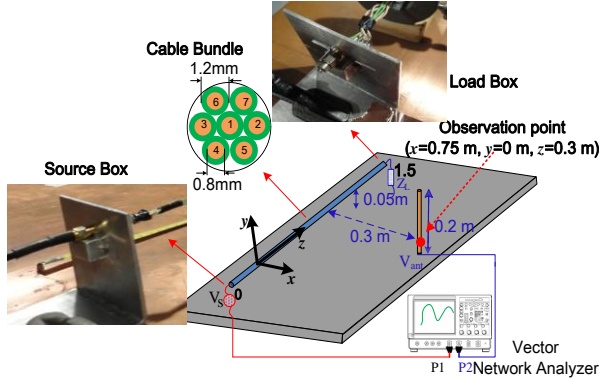 Cable Bundle
1.2mm
6
7
3
1
2
4
5
0.8mm
Source Box
Load Box
Observation point
(x=0.75 m, y=0 m, z=0.3 m)
1.5
Z_L
0.05m
0.2 m
0.3 m
V_ant
y
z
x
V_S
0
P1
P2
Vector
Network Analyzer